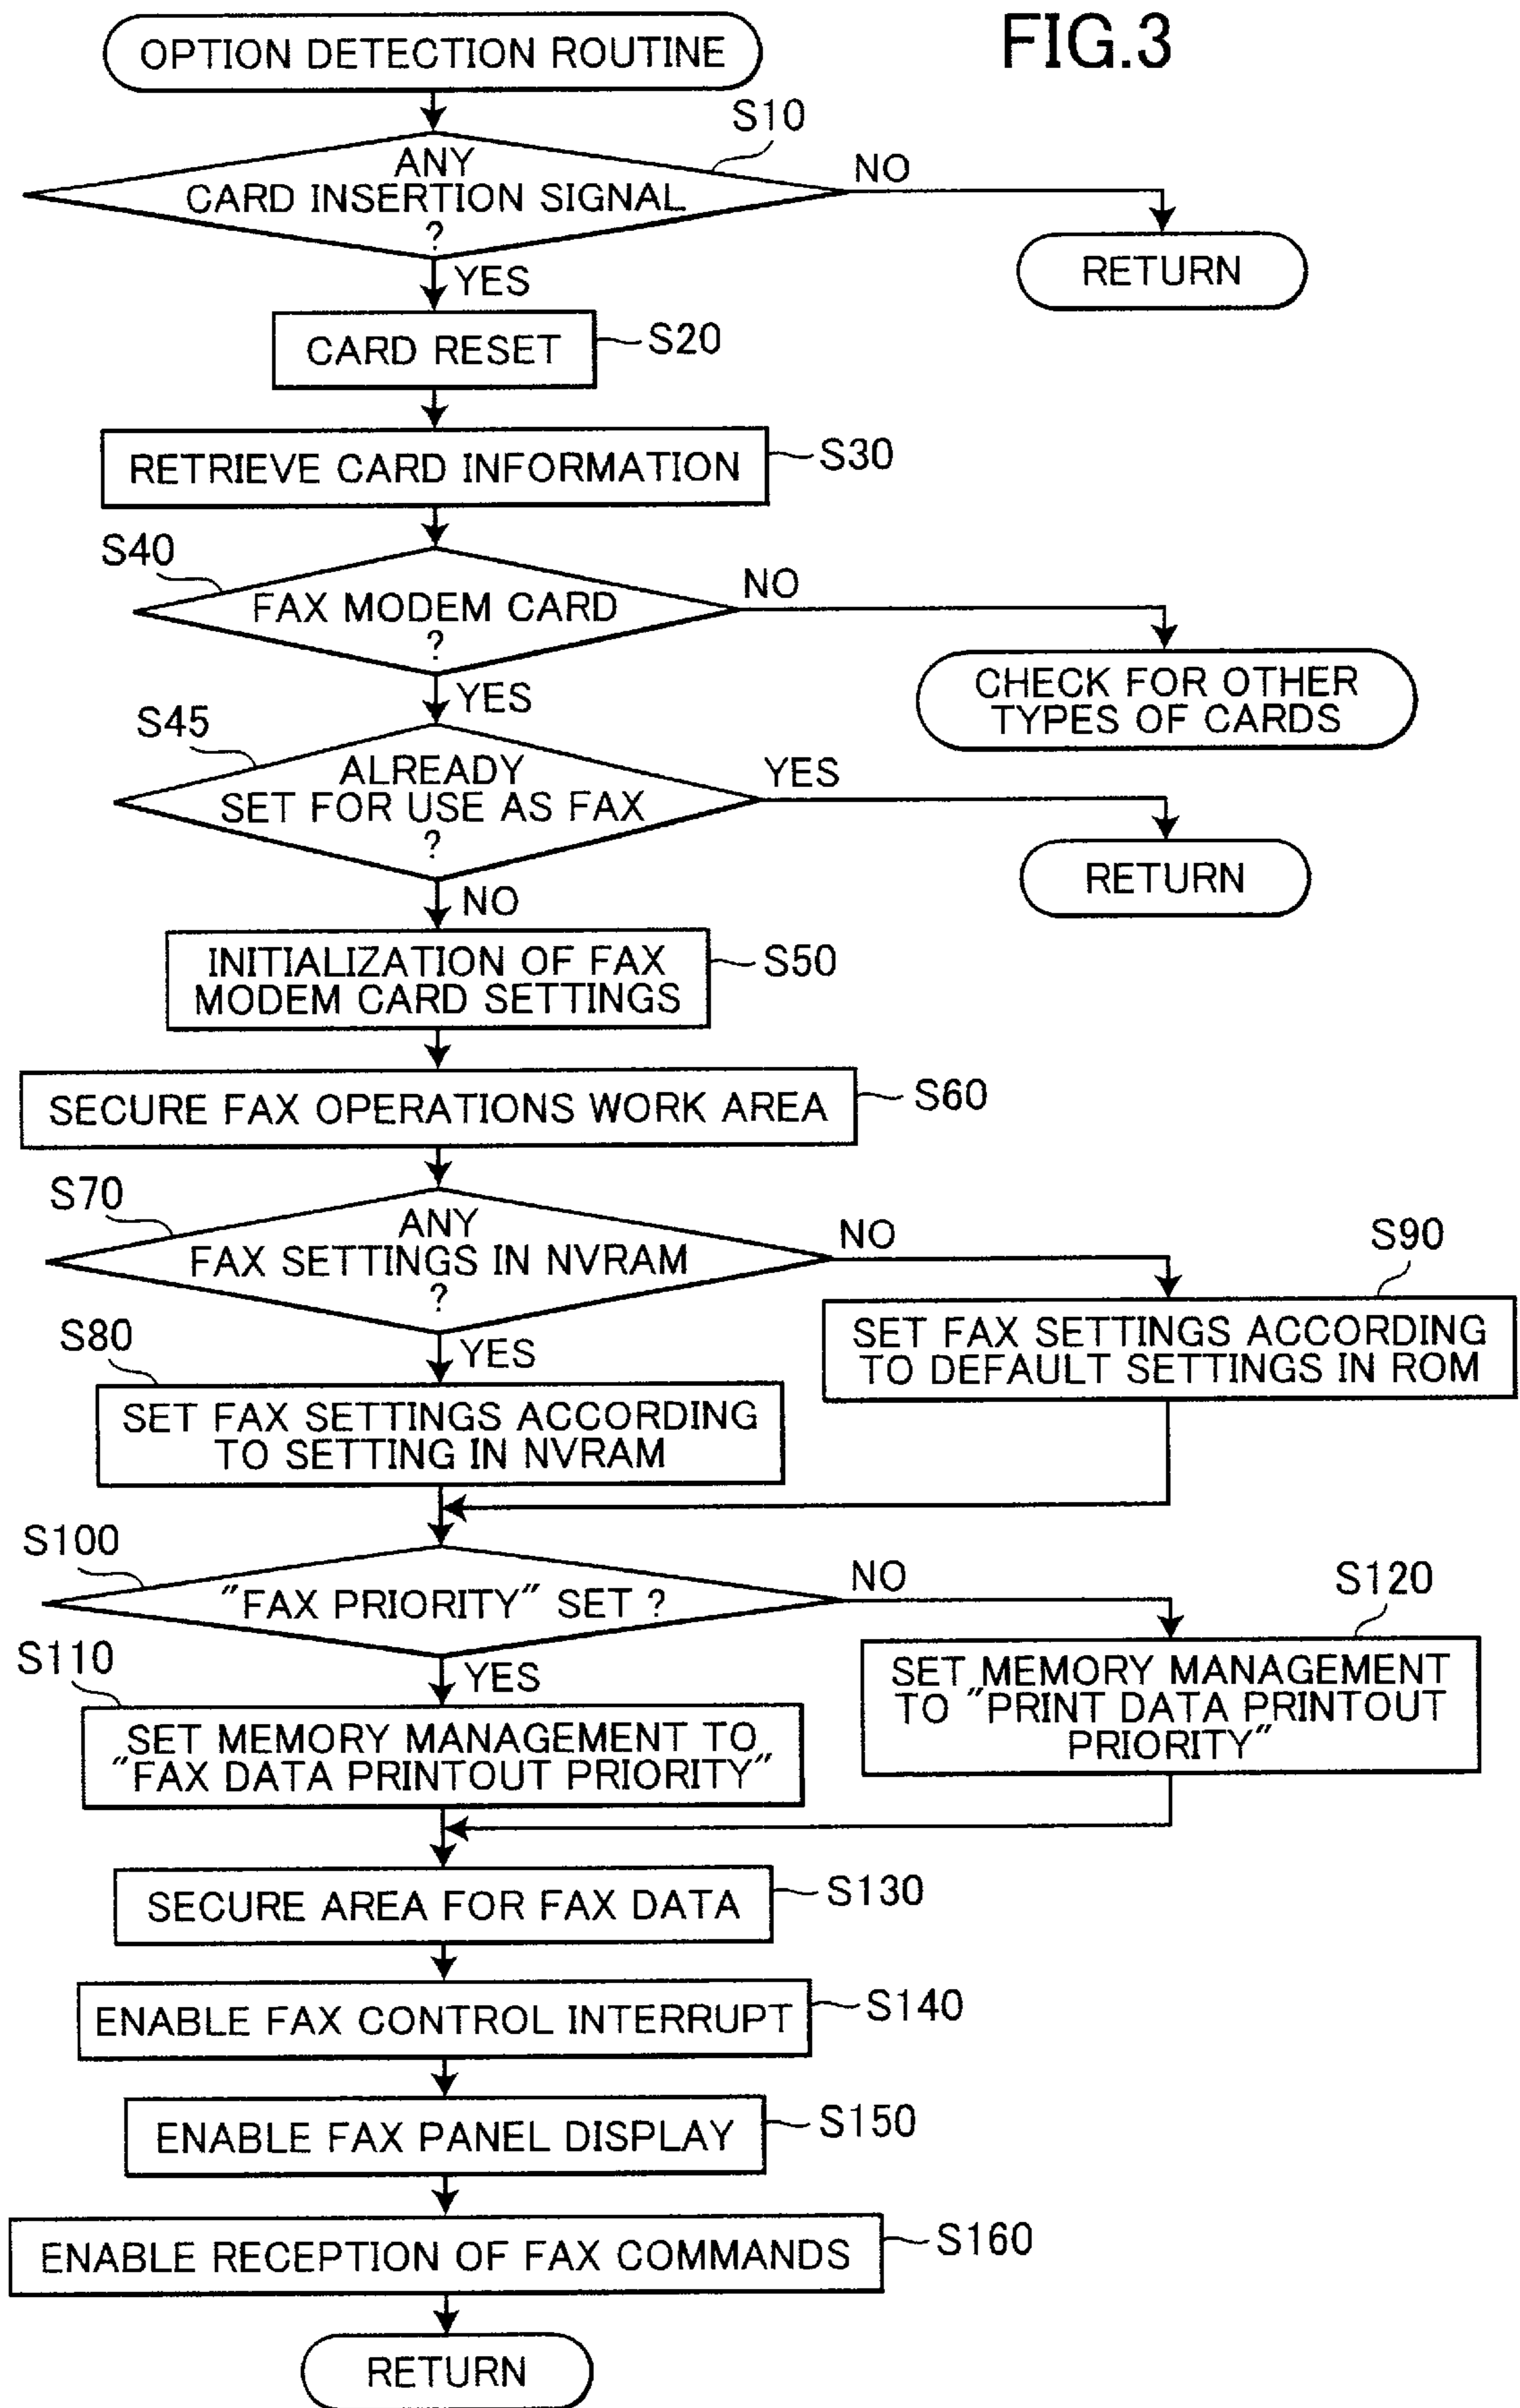 FIG.3
OPTION DETECTION ROUTINE
S10
ANY
CARD INSERTION SIGNAL
?
NO
RETURN
YES
CARD RESET
S20
RETRIEVE CARD INFORMATION
S30
S40
FAX MODEM CARD
?
NO
CHECK FOR OTHER
TYPES OF CARDS
YES
S45
ALREADY
SET FOR USE AS FAX
?
YES
RETURN
NO
INITIALIZATION OF FAX
MODEM CARD SETTINGS
S50
SECURE FAX OPERATIONS WORK AREA
S60
S70
ANY
FAX SETTINGS IN NVRAM
?
NO
S90
SET FAX SETTINGS ACCORDING
TO DEFAULT SETTINGS IN ROM
YES
S80
SET FAX SETTINGS ACCORDING
TO SETTING IN NVRAM
S100
"FAX PRIORITY" SET ?
NO
S120
SET MEMORY MANAGEMENT
TO "PRINT DATA PRINTOUT
PRIORITY"
YES
S110
SET MEMORY MANAGEMENT TO
"FAX DATA PRINTOUT PRIORITY"
SECURE AREA FOR FAX DATA
S130
ENABLE FAX CONTROL INTERRUPT
S140
ENABLE FAX PANEL DISPLAY
S150
ENABLE RECEPTION OF FAX COMMANDS
S160
RETURN